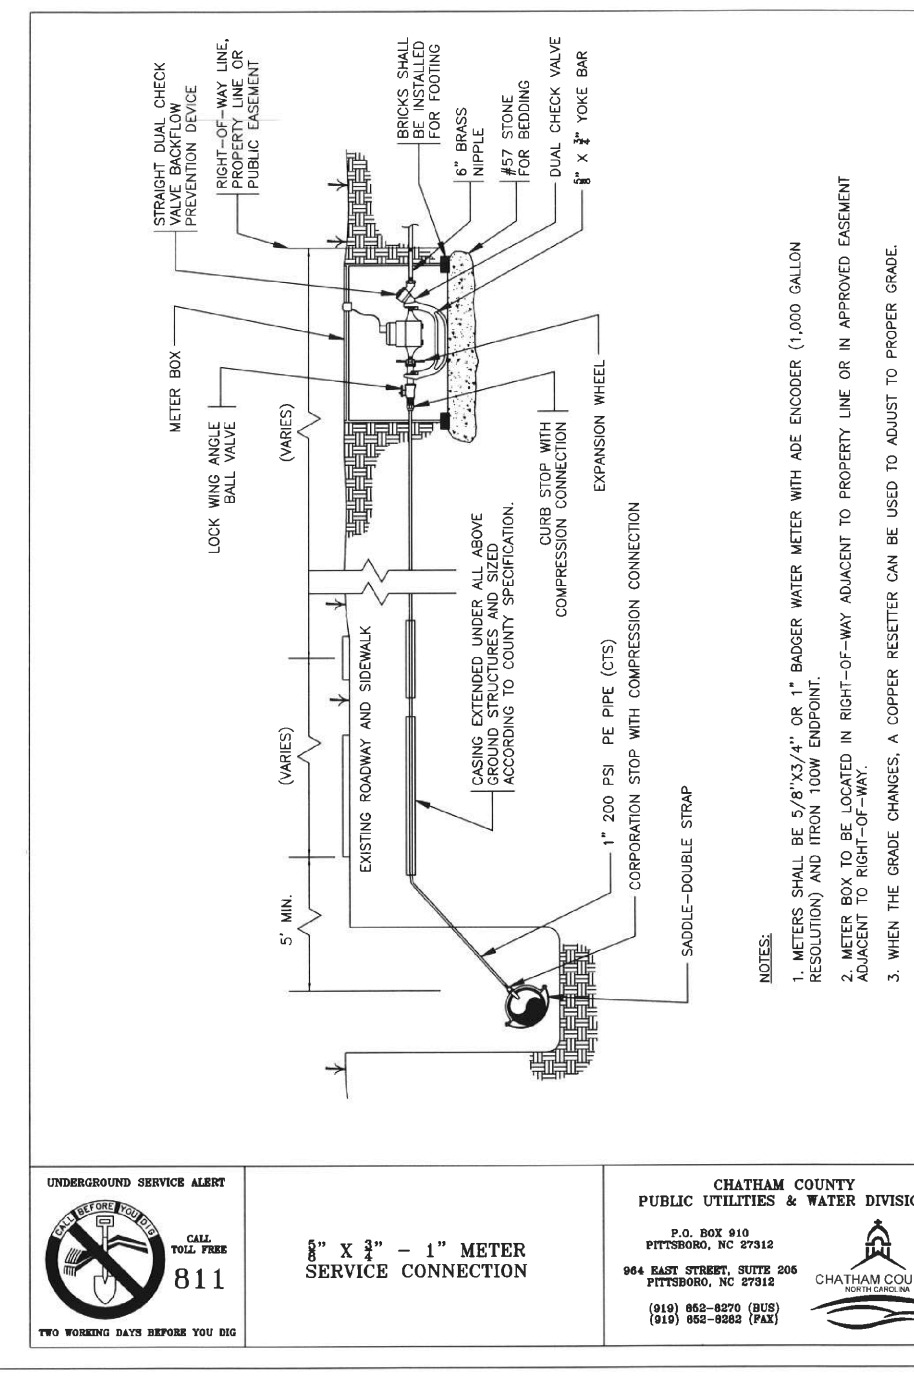 STRAIGHT DUAL CHECK
VALVE BACKFLOW
PREVENTION DEVICE
RIGHT-OF-WAY LINE,
PROPERTY LINE OR
PUBLIC EASEMENT
BRICKS SHALL
BE INSTALLED
FOR FOOTING
6" BRASS
NIPPLE
#57 STONE
FOR BEDDING
DUAL CHECK VALVE
5/8" X 3/4" YOKE BAR
METER BOX
LOCK WING ANGLE
BALL VALVE
(VARIES)
EXPANSION WHEEL
CURB STOP WITH
COMPRESSION CONNECTION
CASING EXTENDED UNDER ALL ABOVE
GROUND STRUCTURES AND SIZED
ACCORDING TO COUNTY SPECIFICATION.
EXISTING ROADWAY AND SIDEWALK
(VARIES)
5' MIN.
1" 200 PSI PE PIPE (CTS)
CORPORATION STOP WITH COMPRESSION CONNECTION
SADDLE-DOUBLE STRAP
NOTES:
1. METERS SHALL BE 5/8"X3/4" OR 1" BADGER WATER METER WITH ADE ENCODER (1,000 GALLON
RESOLUTION) AND ITRON 100W ENDPOINT.
2. METER BOX TO BE LOCATED IN RIGHT-OF-WAY ADJACENT TO PROPERTY LINE OR IN APPROVED EASEMENT
ADJACENT TO RIGHT-OF-WAY.
3. WHEN THE GRADE CHANGES, A COPPER RESETTER CAN BE USED TO ADJUST TO PROPER GRADE.
UNDERGROUND SERVICE ALERT
CALL BEFORE YOU DIG
CALL
TOLL FREE
811
TWO WORKING DAYS BEFORE YOU DIG
5/8" X 3/4" - 1" METER
SERVICE CONNECTION
CHATHAM COUNTY
PUBLIC UTILITIES & WATER DIVISIO
P.O. BOX 910
PITTSBORO, NC 27312
964 EAST STREET, SUITE 205
PITTSBORO, NC 27312
(919) 652-8270 (BUS)
(919) 652-8282 (FAX)
CHATHAM COU
NORTH CAROLINA